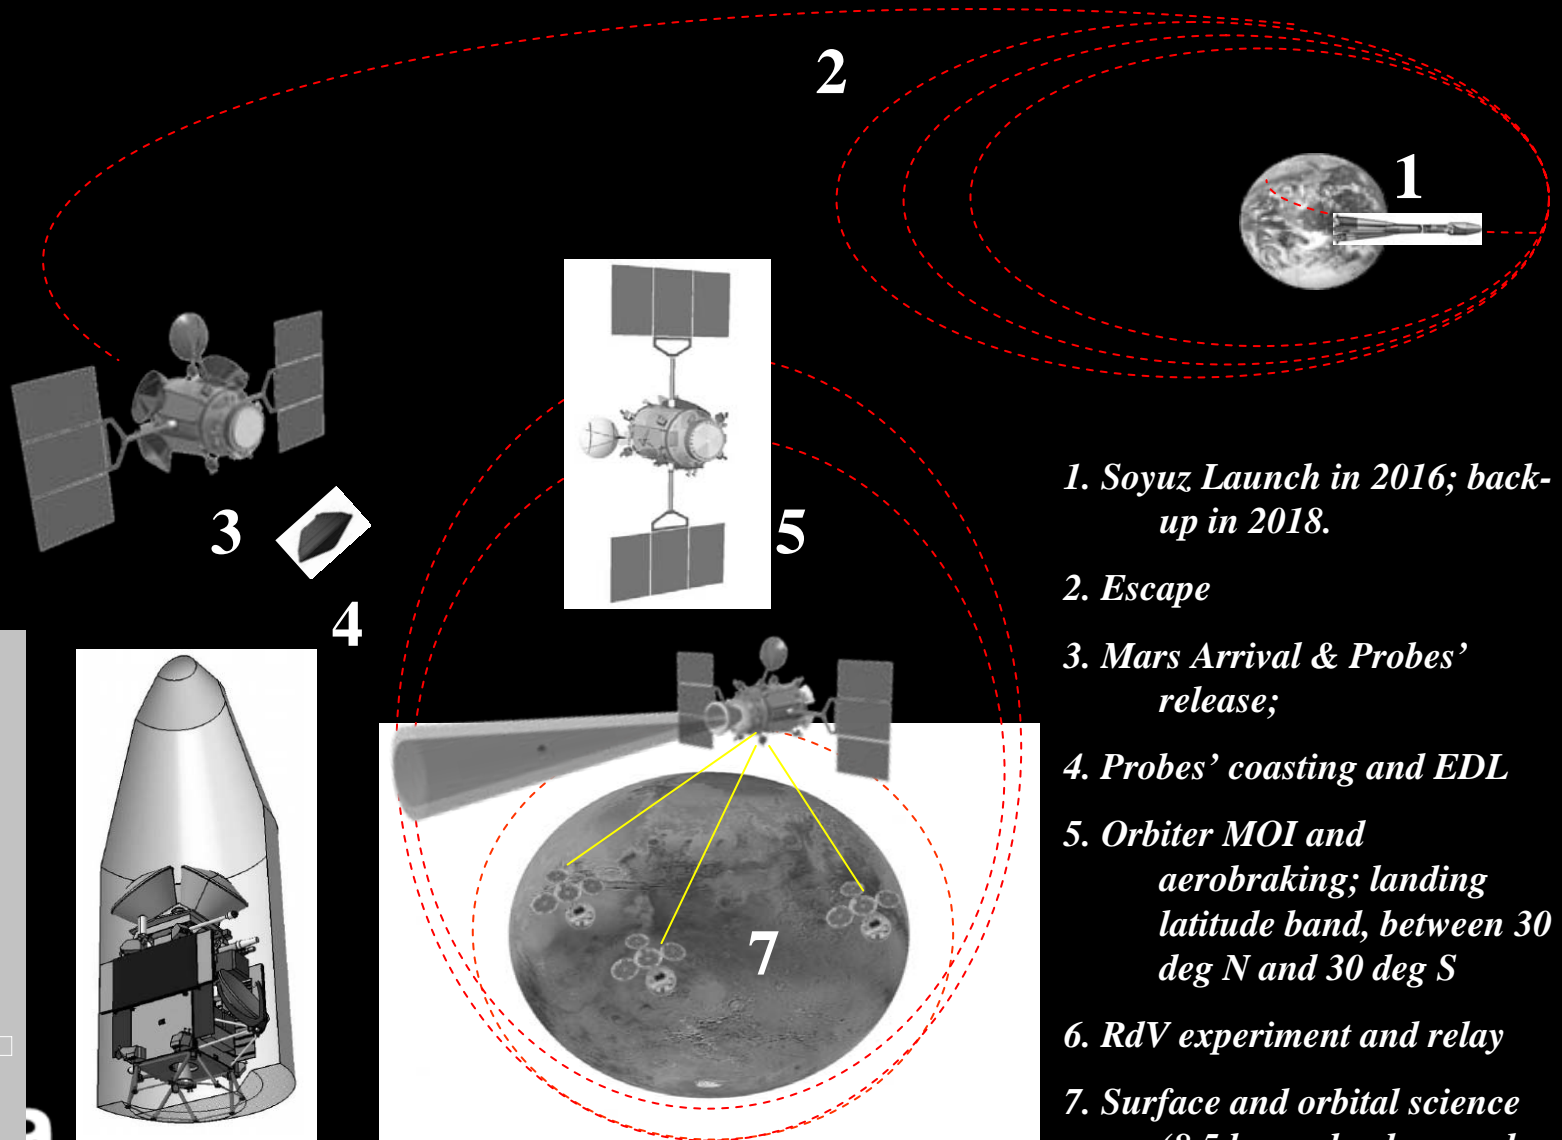 2
1
3
5
4
7
1. Soyuz Launch in 2016; back-
up in 2018.
2. Escape
3. Mars Arrival & Probes’
release;
4. Probes’ coasting and EDL
5. Orbiter MOI and
aerobraking; landing
latitude band, between 30
deg N and 30 deg S
6. RdV experiment and relay
7. Surface and orbital science